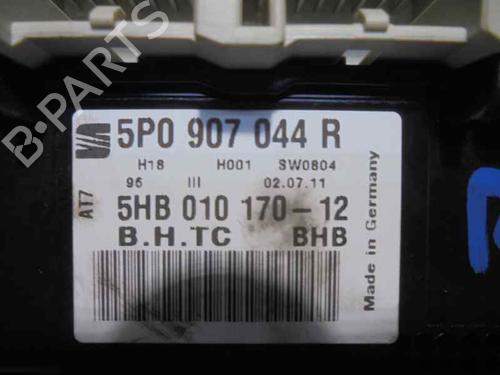 B-PARTS
5P0 907 044 R
H18 H001 SW0804
96 III 02.07.11
5HB 010 170-12
B.H.TC BHB
AT7
Made in Germany